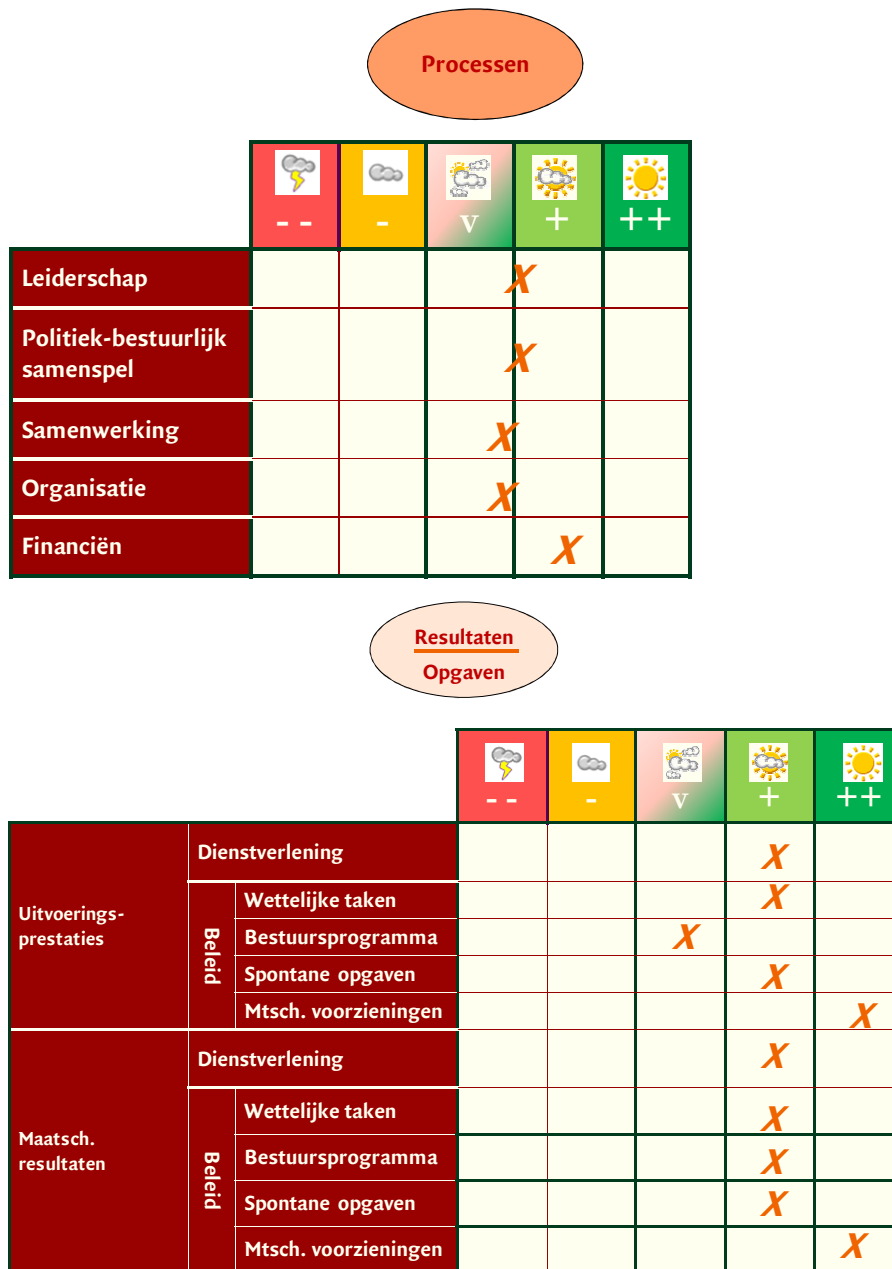 Processen
- - - v + ++
Leiderschap X
Politiek-bestuurlijk
samenspel X
Samenwerking X
Organisatie X
Financiën X
Resultaten
Opgaven
- - - v + ++
Uitvoerings-
prestaties
Dienstverlening X
Beleid
Wettelijke taken X
Bestuursprogramma X
Spontane opgaven X
Mtsch. voorzieningen X
Maatsch.
resultaten
Dienstverlening X
Beleid
Wettelijke taken X
Bestuursprogramma X
Spontane opgaven X
Mtsch. voorzieningen X